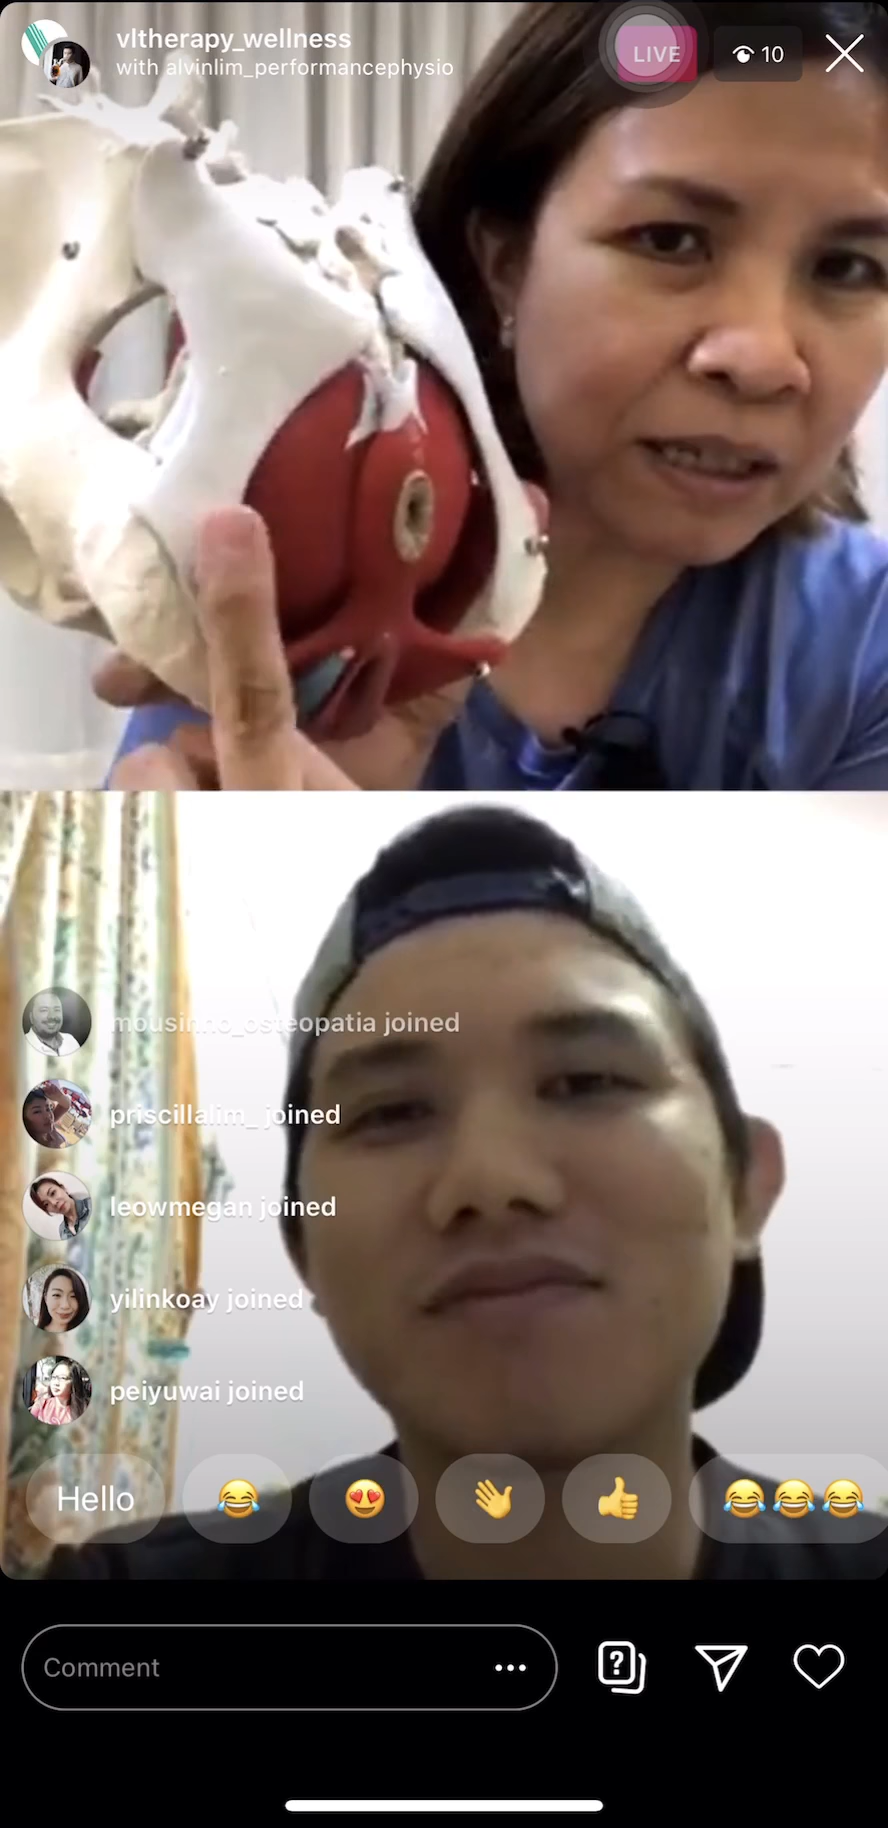 vltherapy_wellness
with alvinlim_performancephysio
LIVE
10
mousinho_osteopatia joined
priscillalim_ joined
leowmegan joined
yilinkoay joined
peiyuwai joined
Hello
Comment